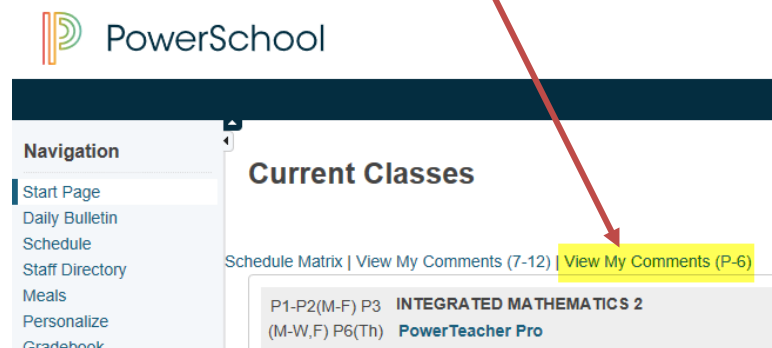 PowerSchool
Navigation
Start Page
Daily Bulletin
Schedule
Staff Directory
Meals
Personalize
Gradebook
Current Classes
Schedule Matrix | View My Comments (7-12) | View My Comments (P-6)
P1-P2(M-F) P3 INTEGRATED MATHEMATICS 2
(M-W,F) P6(Th) PowerTeacher Pro